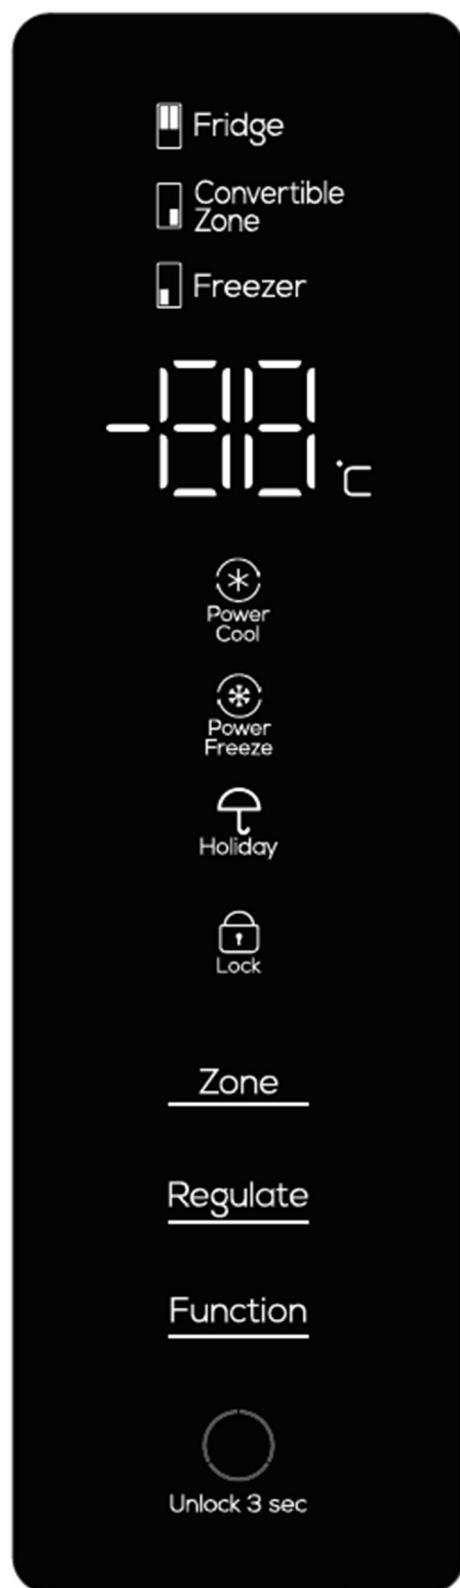 Fridge
Convertible
Zone
Freezer
-88 °C
Power
Cool
Power
Freeze
Holiday
Lock
Zone
Regulate
Function
Unlock 3 sec